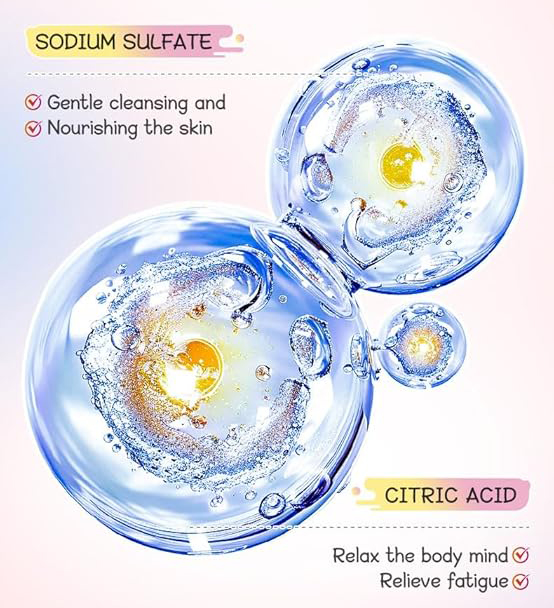 SODIUM SULFATE
Gentle cleansing and
Nourishing the skin
CITRIC ACID
Relax the body mind
Relieve fatigue